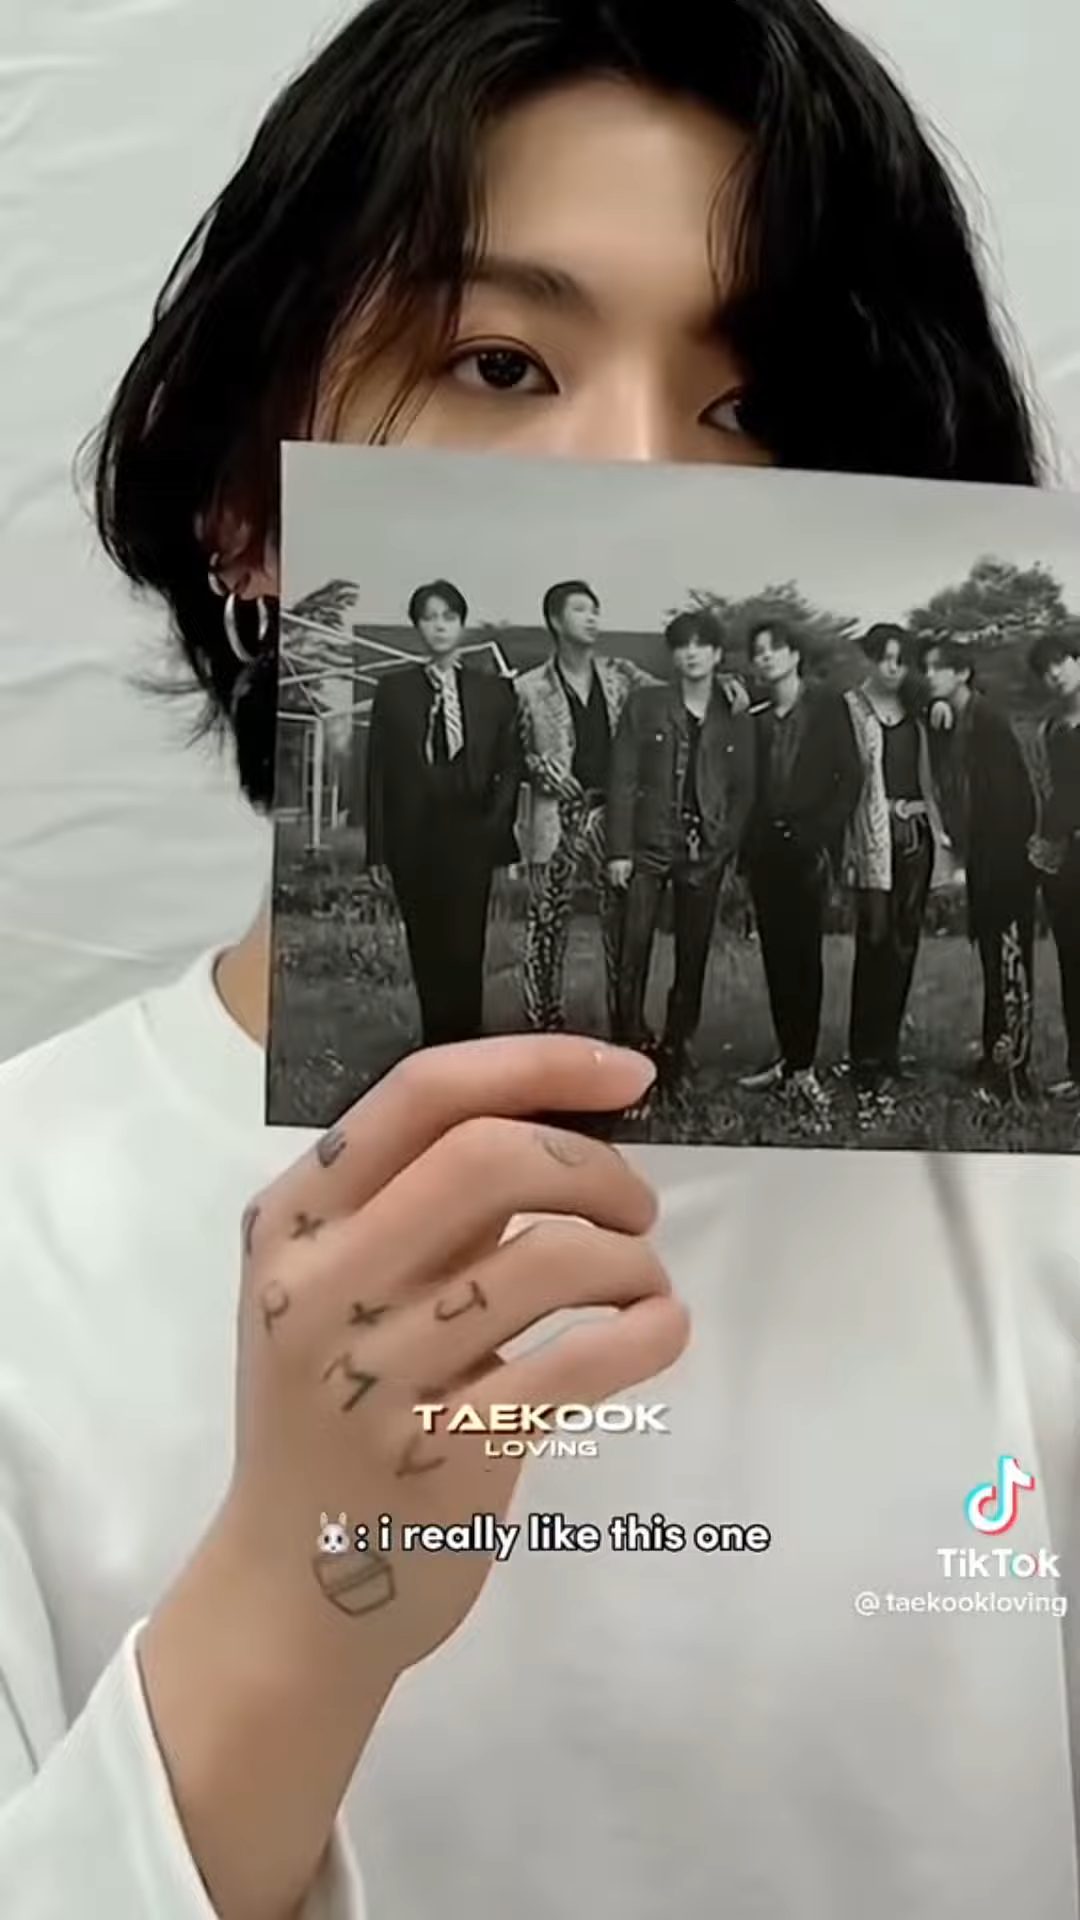 J
M
TAEKOOK
LOVING
🐰: i really like this one
TikTok
@taekookloving